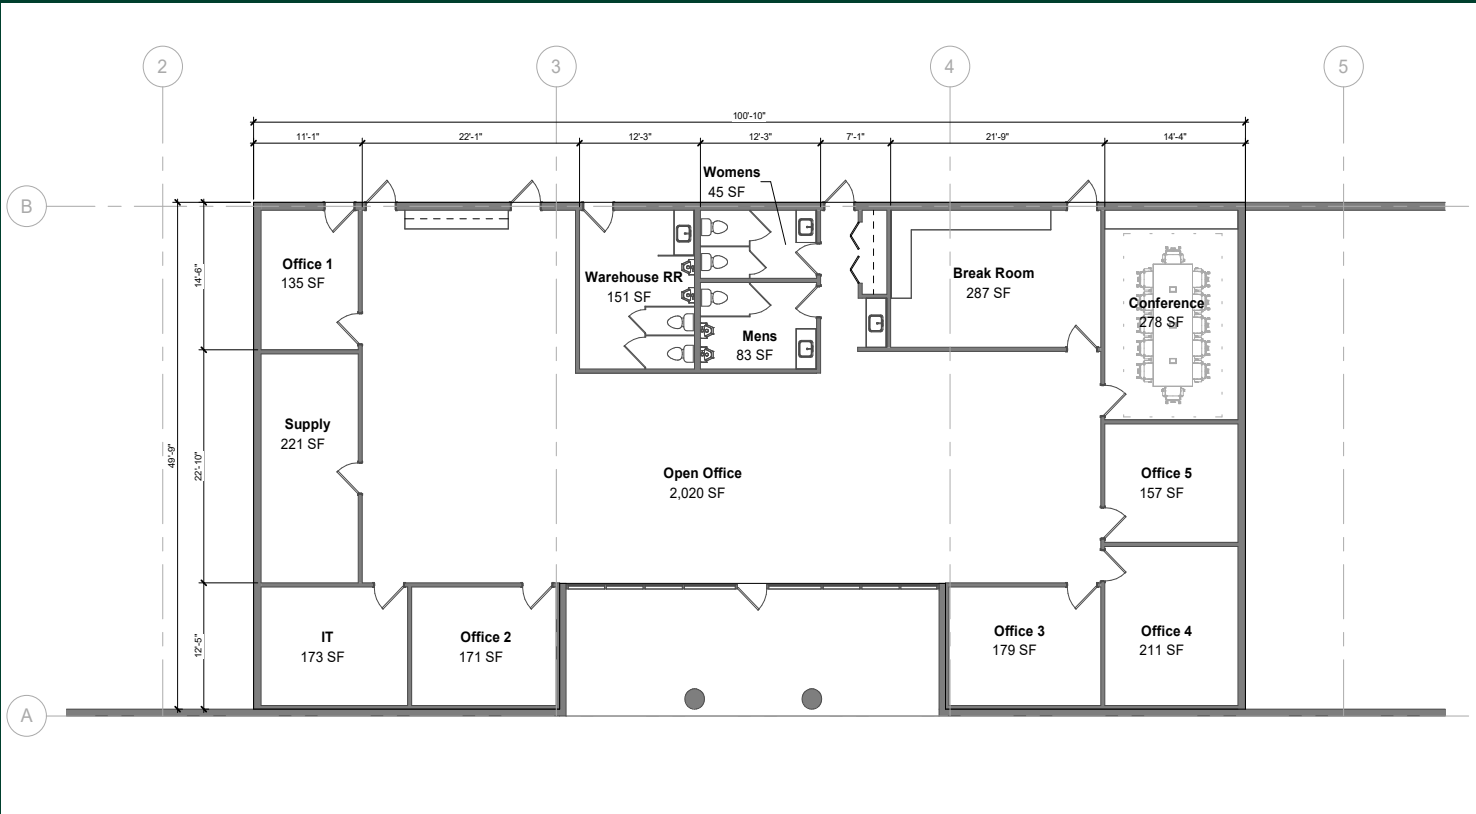 2
3
4
5
100'-10"
11'-1"
22'-1"
12'-3"
12'-3"
7'-1"
21'-9"
14'-4"
B
Womens
45 SF
Office 1
135 SF
14'-6"
Warehouse RR
151 SF
Break Room
287 SF
Conference
278 SF
Mens
83 SF
Supply
221 SF
49'-9"
22'-10"
Open Office
2,020 SF
Office 5
157 SF
12'-5"
IT
173 SF
Office 2
171 SF
Office 3
179 SF
Office 4
211 SF
A